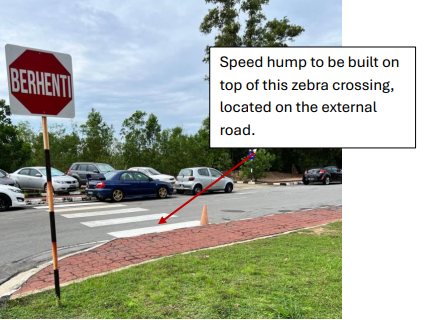 BERHENTI
Speed hump to be built on
top of this zebra crossing,
located on the external
road.